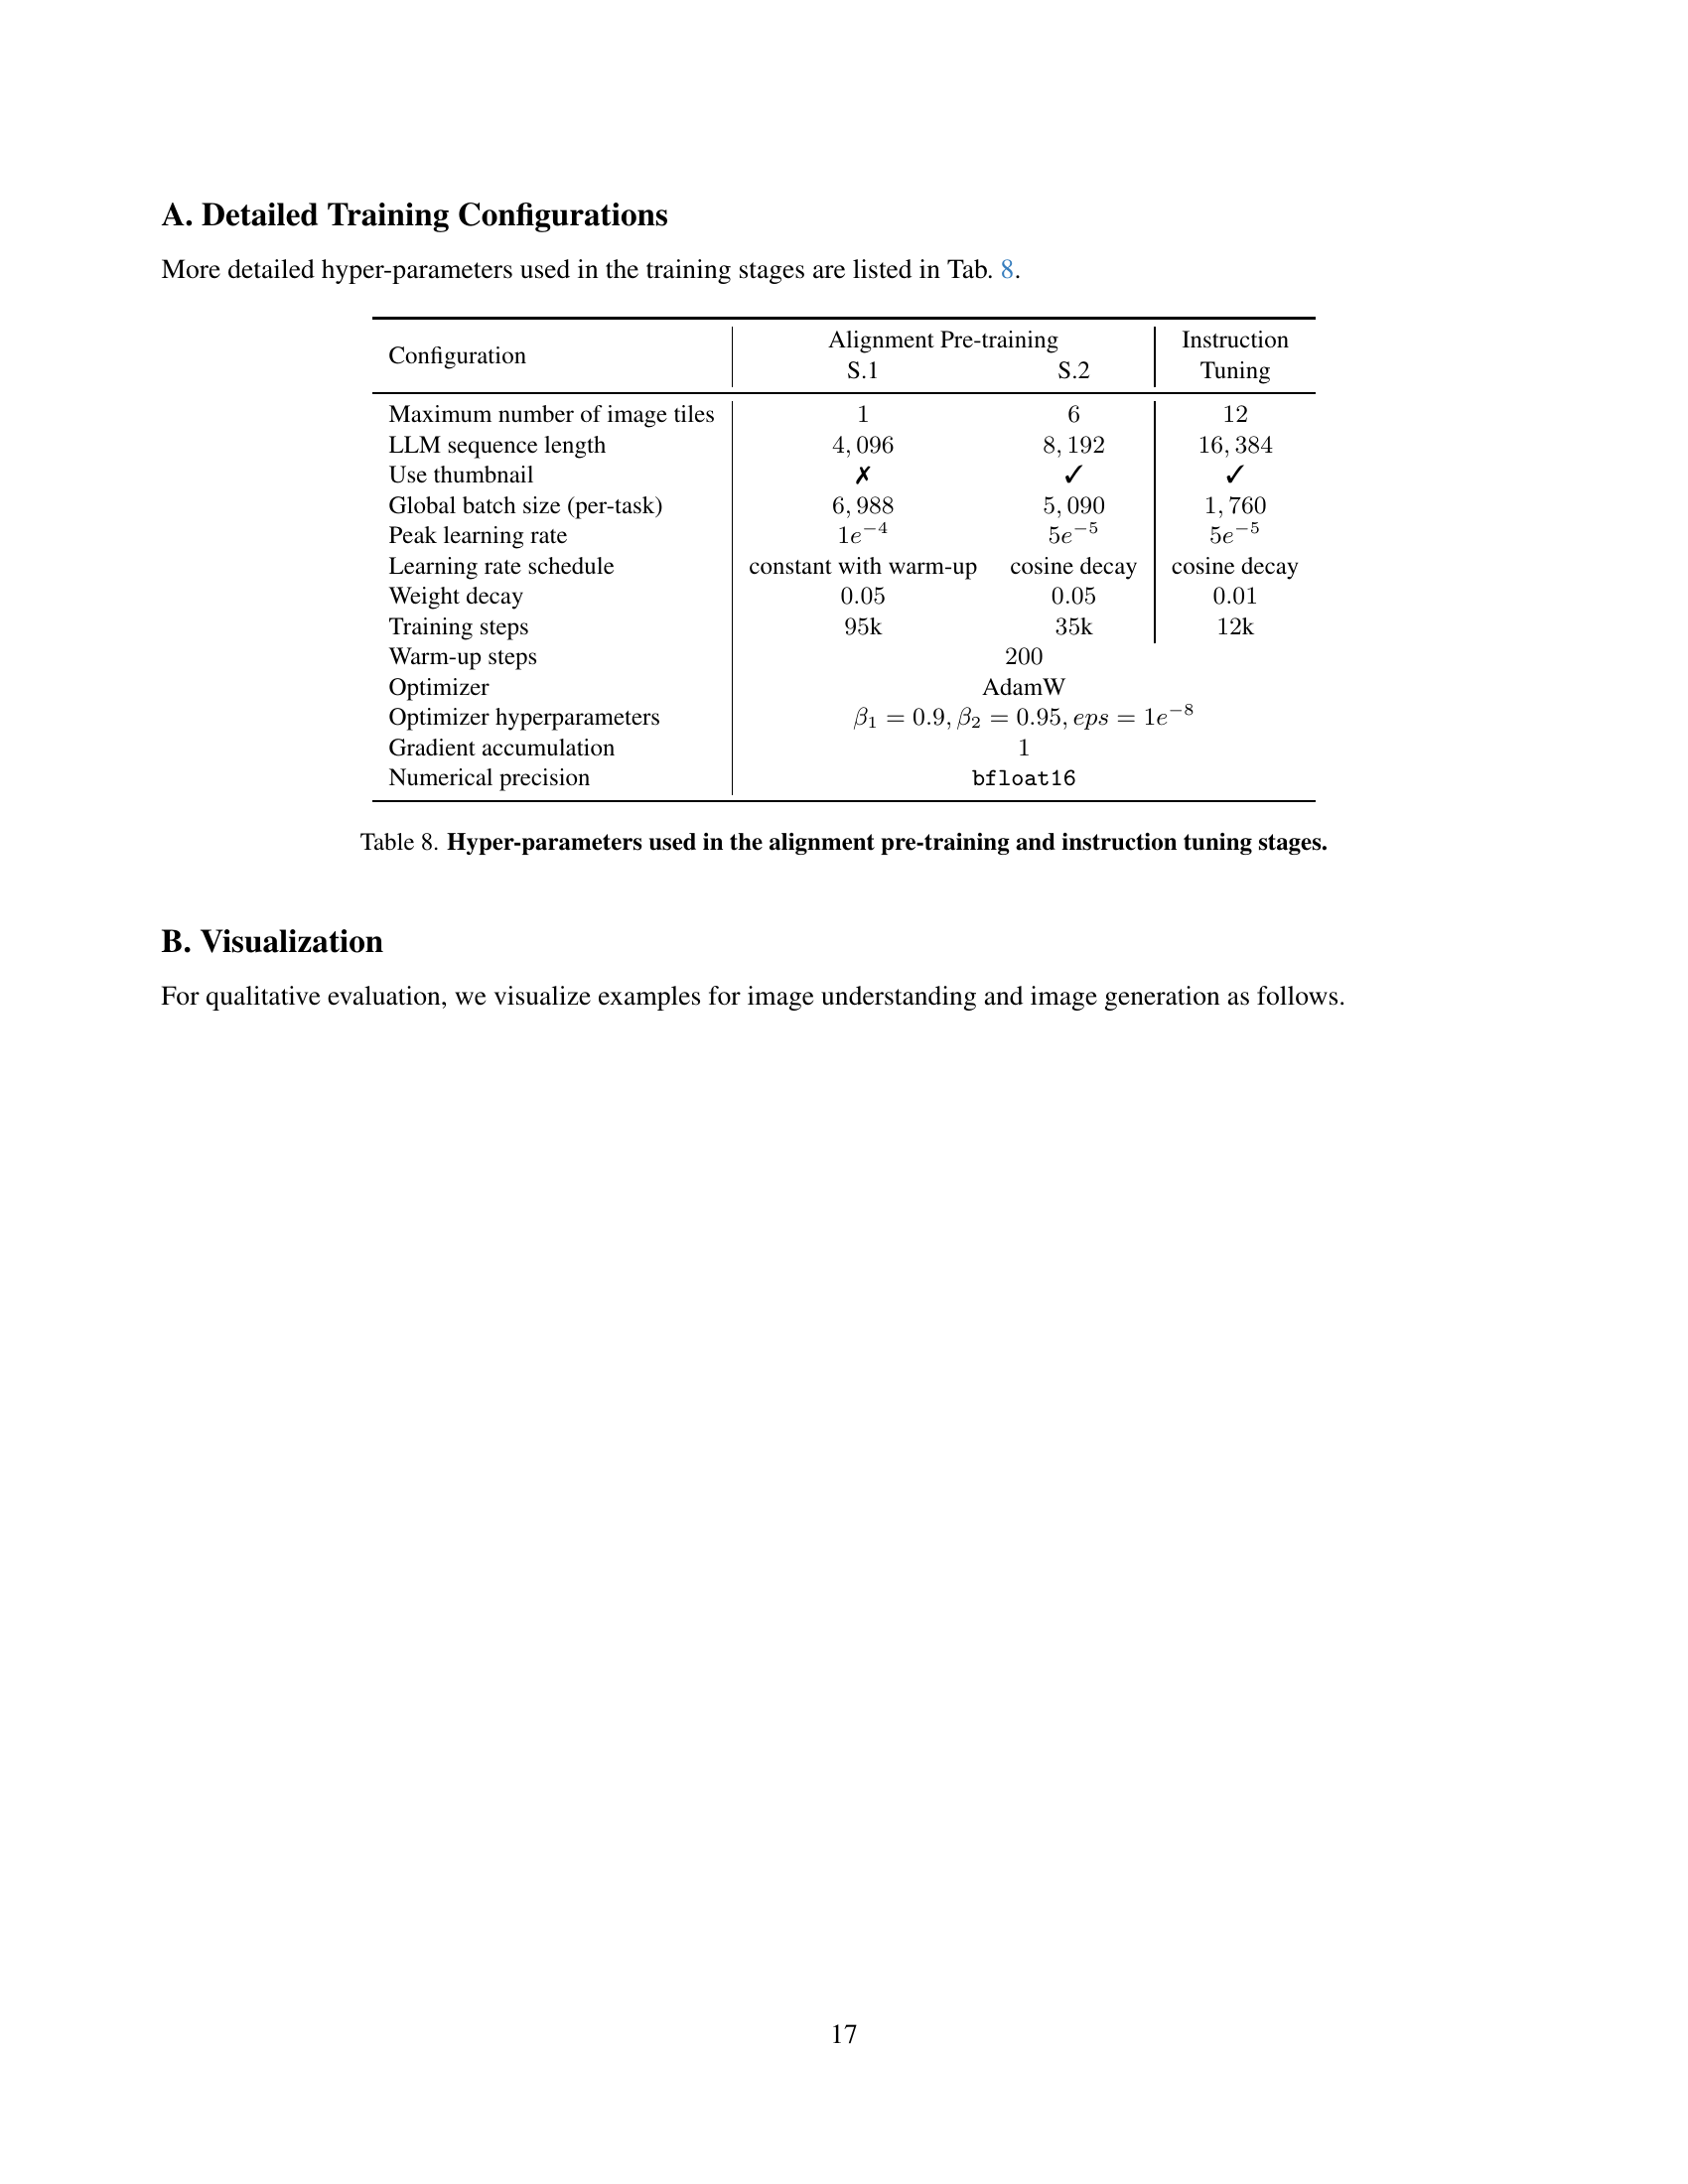 A. Detailed Training Configurations
More detailed hyper-parameters used in the training stages are listed in Tab. 8.
Configuration Alignment Pre-training Instruction
S.1 S.2 Tuning
Maximum number of image tiles 1 6 12
LLM sequence length 4, 096 8, 192 16, 384
Use thumbnail ✗ ✓ ✓
Global batch size (per-task) 6, 988 5, 090 1, 760
Peak learning rate 1e⁻⁴ 5e⁻⁵ 5e⁻⁵
Learning rate schedule constant with warm-up cosine decay cosine decay
Weight decay 0.05 0.05 0.01
Training steps 95k 35k 12k
Warm-up steps 200
Optimizer AdamW
Optimizer hyperparameters β₁ = 0.9, β₂ = 0.95, eps = 1e⁻⁸
Gradient accumulation 1
Numerical precision bfloat16
Table 8. Hyper-parameters used in the alignment pre-training and instruction tuning stages.
B. Visualization
For qualitative evaluation, we visualize examples for image understanding and image generation as follows.
17